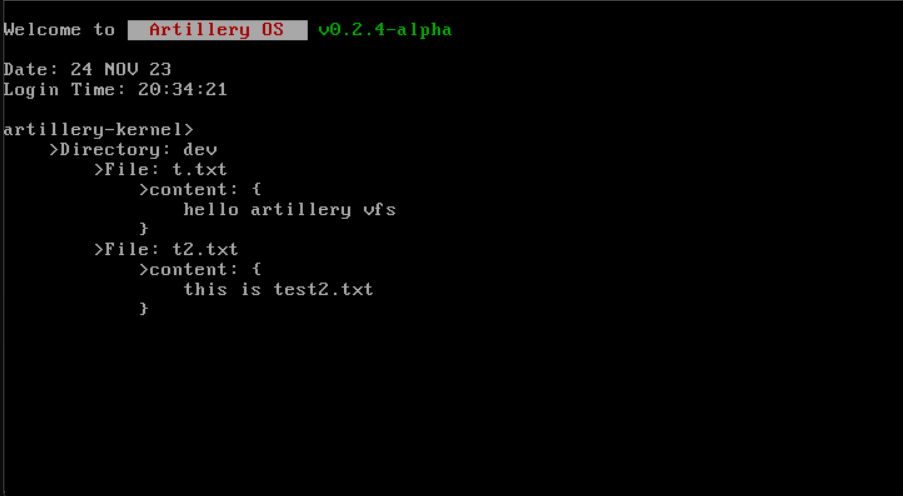 Welcome to Artillery OS v0.2.4-alpha
Date: 24 NOV 23
Login Time: 20:34:21
artillery-kernel>
>Directory: dev
>File: t.txt
>content: {
hello artillery vfs
}
>File: t2.txt
>content: {
this is test2.txt
}